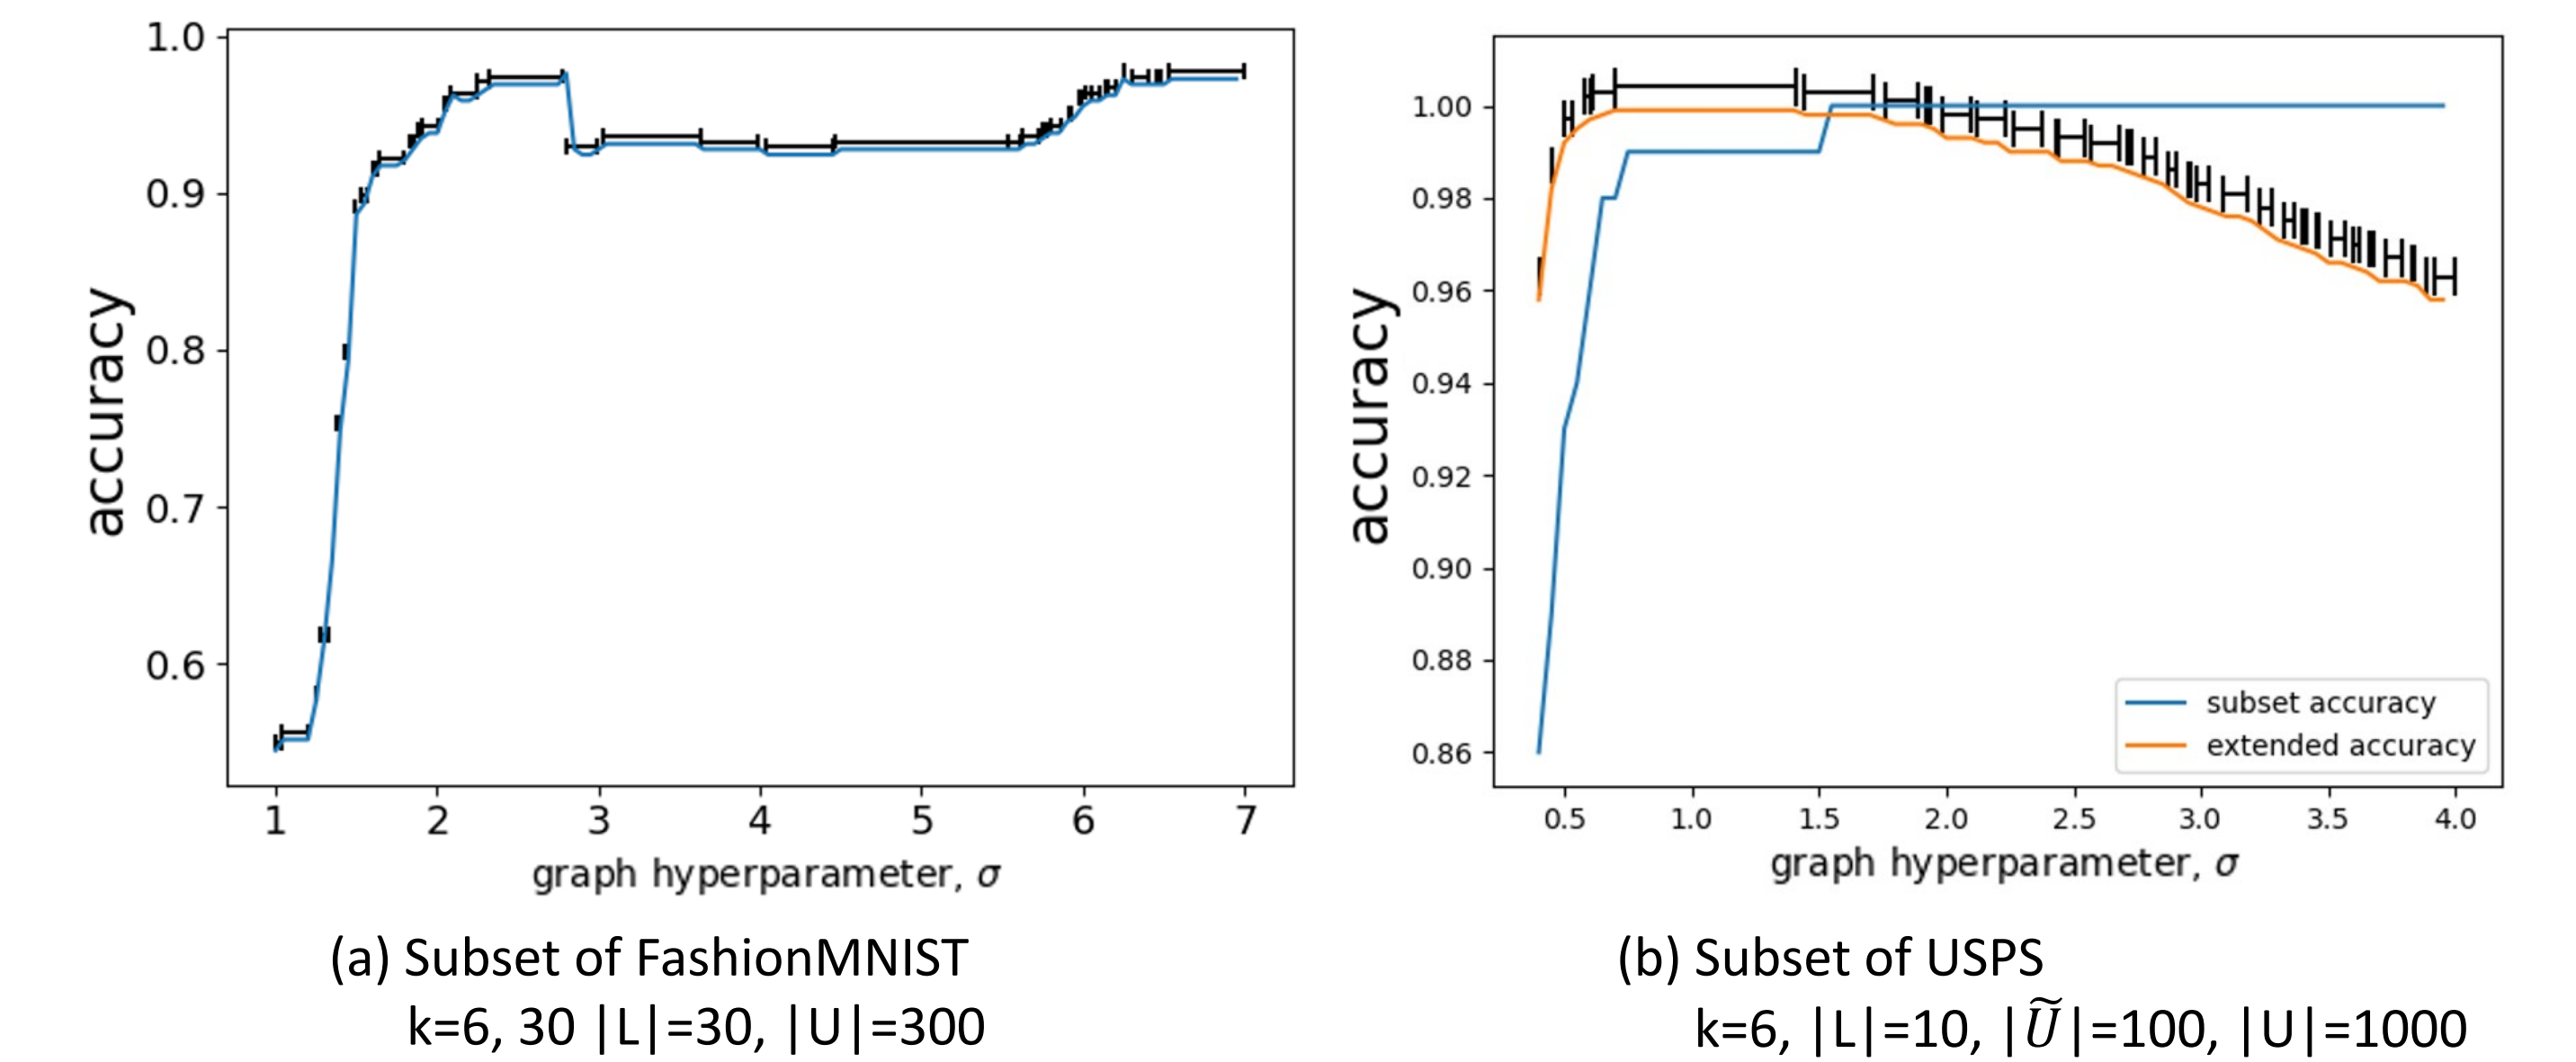 1.0
0.9
0.8
0.7
0.6
accuracy
1 2 3 4 5 6 7
graph hyperparameter, σ
(a) Subset of FashionMNIST
k=6, 30 |L|=30, |U|=300
1.00
0.98
0.96
0.94
0.92
0.90
0.88
0.86
accuracy
subset accuracy
extended accuracy
0.5 1.0 1.5 2.0 2.5 3.0 3.5 4.0
graph hyperparameter, σ
(b) Subset of USPS
k=6, |L|=10, |Ũ|=100, |U|=1000